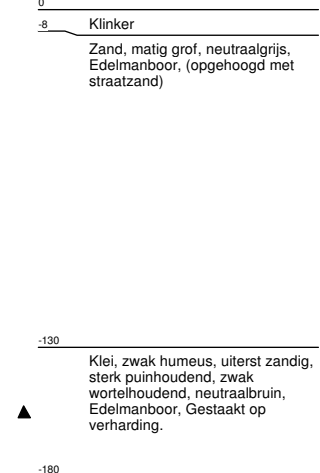 0
-8 Klinker
Zand, matig grof, neutraalgrijs,
Edelmanboor, (opgehoogd met
straatzand)
-130
Klei, zwak humeus, uiterst zandig,
sterk puinhoudend, zwak
wortelhoudend, neutraalbruin,
Edelmanboor, Gestaakt op
verharding.
-180